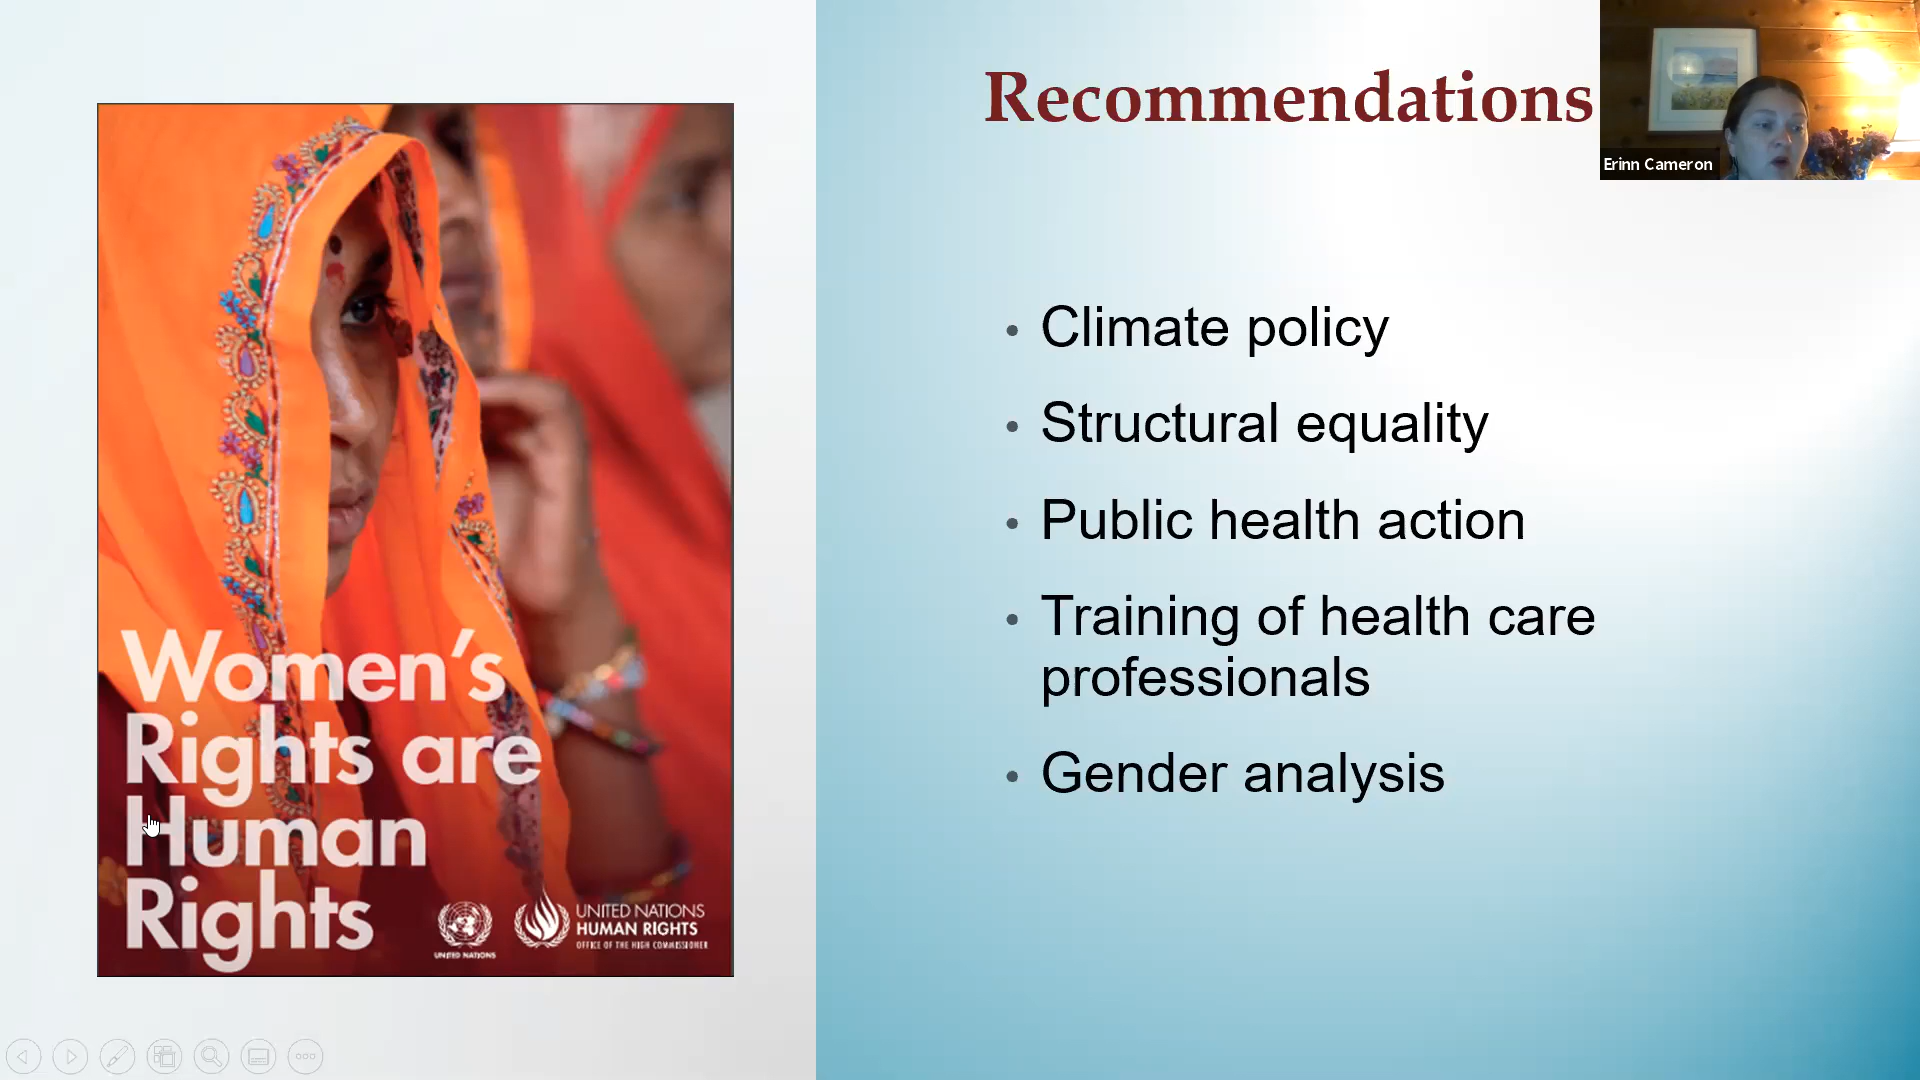 Recommendations
Erinn Cameron
• Climate policy
• Structural equality
• Public health action
• Training of health care
professionals
• Gender analysis
Women's
Rights are
Human
Rights
UNITED NATIONS
UNITED NATIONS
HUMAN RIGHTS
OFFICE OF THE HIGH COMMISSIONER